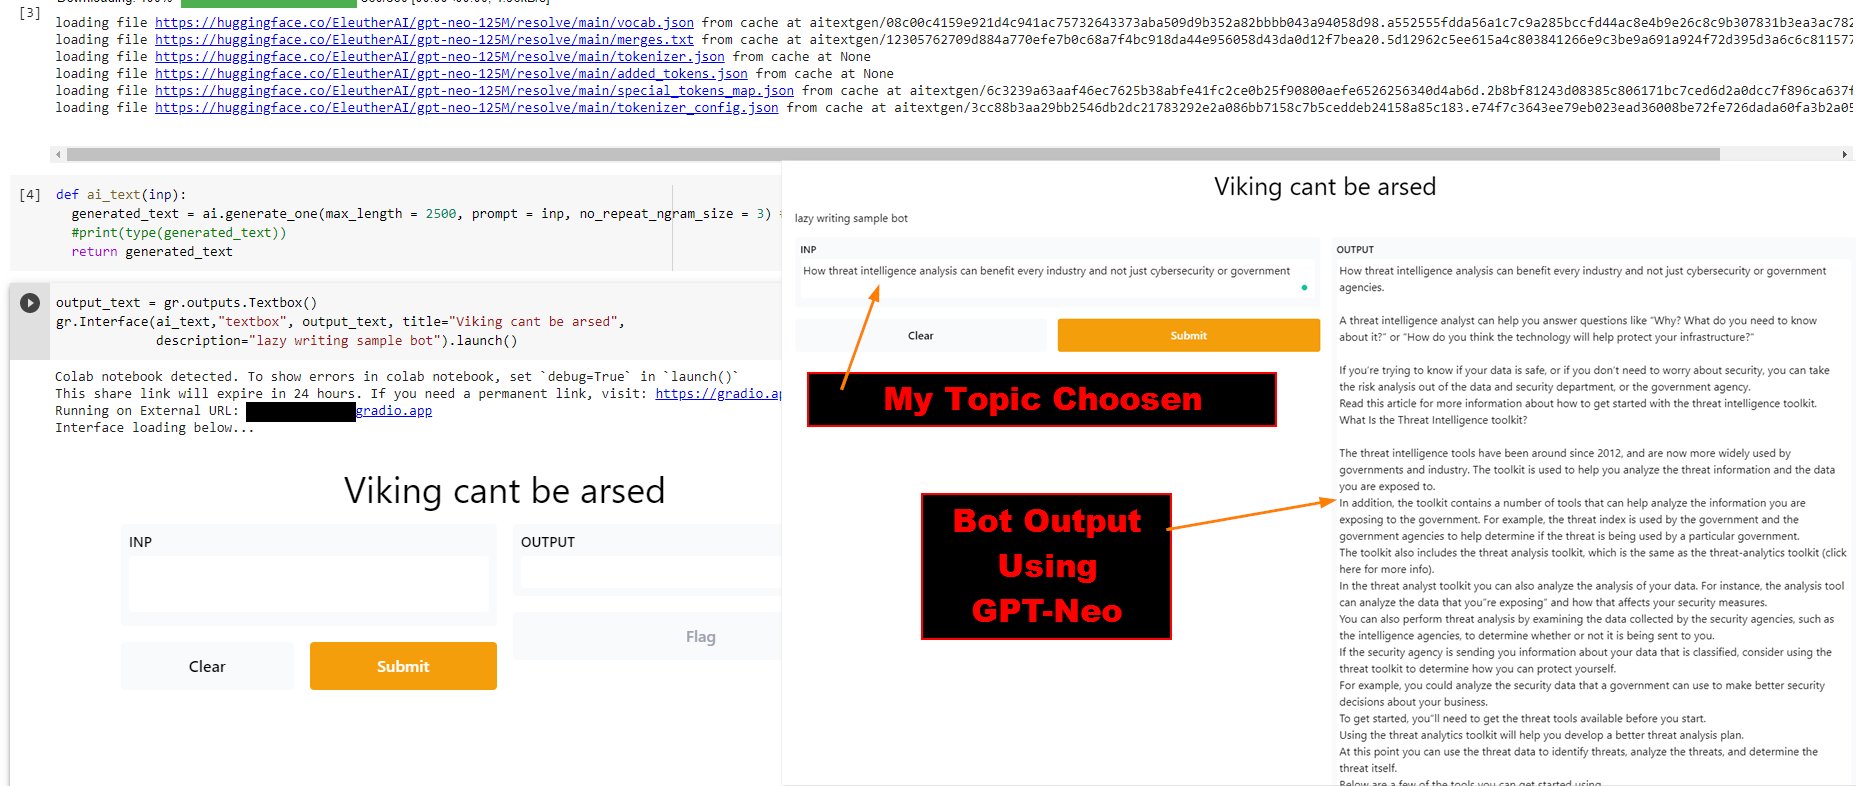 [3]
loading file https://huggingface.co/EleutherAI/gpt-neo-125M/resolve/main/vocab.json from cache at
loading file https://huggingface.co/EleutherAI/gpt-neo-125M/resolve/main/merges.txt from cache at
loading file https://huggingface.co/EleutherAI/gpt-neo-125M/resolve/main/tokenizer.json from cache at None
loading file https://huggingface.co/EleutherAI/gpt-neo-125M/resolve/main/added_tokens.json from cache at None
loading file https://huggingface.co/EleutherAI/gpt-neo-125M/resolve/main/special_tokens_map.json from cache at
loading file https://huggingface.co/EleutherAI/gpt-neo-125M/resolve/main/tokenizer_config.json from cache at
[4] def ai_text(inp):
generated_text = ai.generate_one(max_length = 2500, prompt = inp, no_repeat_ngram_size = 3)
#print(type(generated_text))
return generated_text
output_text = gr.outputs.Textbox()
gr.Interface(ai_text,"textbox", output_text, title="Viking cant be arsed",
description="lazy writing sample bot").launch()
Colab notebook detected. To show errors in colab notebook, set `debug=True` in `launch()`
This share link will expire in 24 hours. If you need a permanent link, visit: https://gradio.ap
Running on External URL: gradio.app
Interface loading below...
Viking cant be arsed
INP
OUTPUT
Flag
Clear
Submit
Viking cant be arsed
lazy writing sample bot
INP
How threat intelligence analysis can benefit every industry and not just cybersecurity or government
Clear
Submit
My Topic Choosen
Bot Output
Using
GPT-Neo
OUTPUT
How threat intelligence analysis can benefit every industry and not just cybersecurity or government
agencies.
A threat intelligence analyst can help you answer questions like “Why? What do you need to know
about it?” or “How do you think the technology will help protect your infrastructure?”
If you’re trying to know if your data is safe, or if you don’t need to worry about security, you can take
the risk analysis out of the data and security department, or the government agency.
Read this article for more information about how to get started with the threat intelligence toolkit.
What Is the Threat Intelligence toolkit?
The threat intelligence tools have been around since 2012, and are now more widely used by
governments and industry. The toolkit is used to help you analyze the threat information and the data
you are exposed to.
In addition, the toolkit contains a number of tools that can help analyze the information you are
exposing to the government. For example, the threat index is used by the government and the
government agencies to help determine if the threat is being used by a particular government.
The toolkit also includes the threat analysis toolkit, which is the same as the threat-analytics toolkit (click
here for more info).
In the threat analyst toolkit you can also analyze the analysis of your data. For instance, the analysis tool
can analyze the data that you”re exposing” and how that affects your security measures.
You can also perform threat analysis by examining the data collected by the security agencies, such as
the intelligence agencies, to determine whether or not it is being sent to you.
If the security agency is sending you information about your data that is classified, consider using the
threat toolkit to determine how you can protect yourself.
For example, you could analyze the security data that a government can use to make better security
decisions about your business.
To get started, you”ll need to get the threat tools available before you start.
Using the threat analytics toolkit will help you develop a better threat analysis plan.
At this point you can use the threat data to identify threats, analyze the threats, and determine the
threat itself.
Below are a few of the tools you can get started using